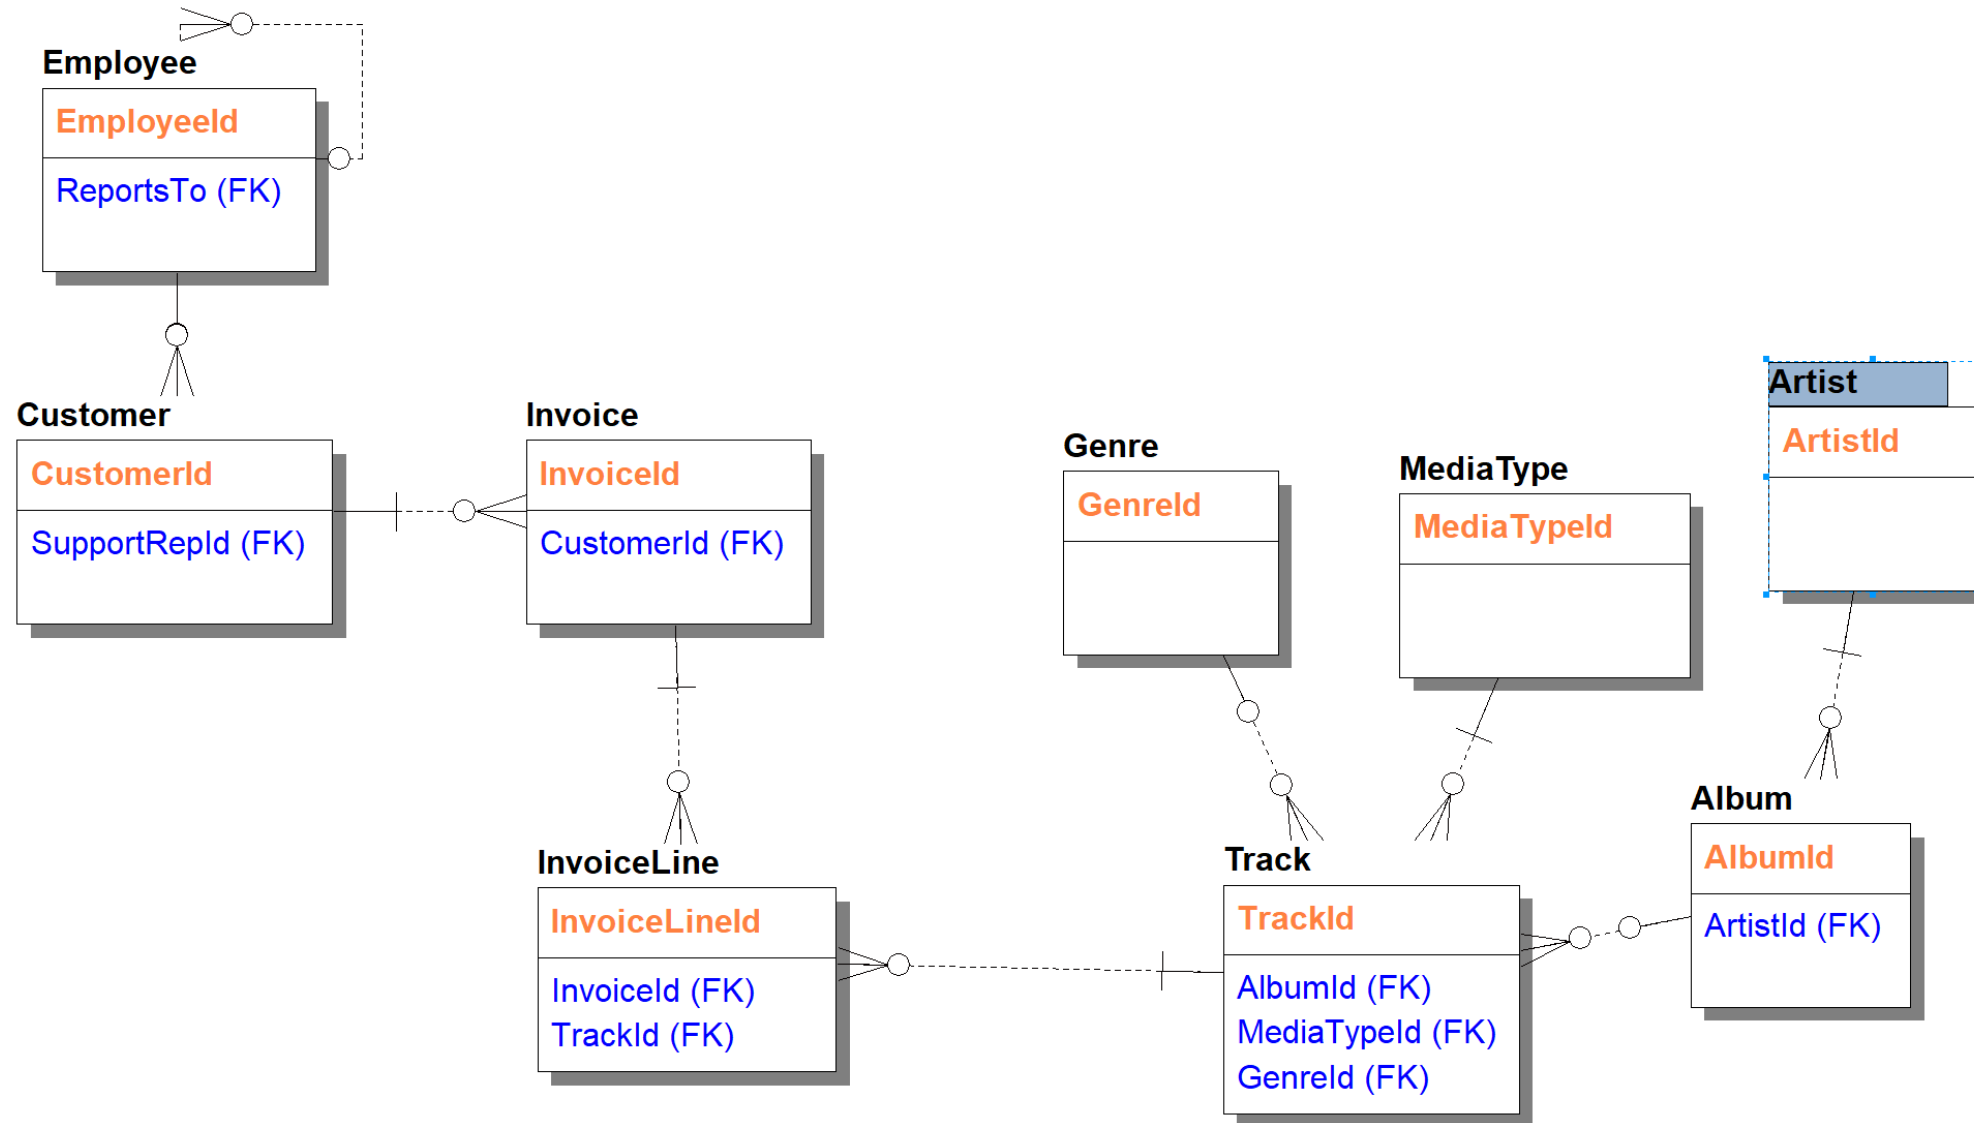 Employee
EmployeeId
ReportsTo (FK)
Customer
CustomerId
SupportRepId (FK)
Invoice
InvoiceId
CustomerId (FK)
Genre
GenreId
MediaType
MediaTypeId
Artist
ArtistId
InvoiceLine
InvoiceLineId
InvoiceId (FK)
TrackId (FK)
Track
TrackId
AlbumId (FK)
MediaTypeId (FK)
GenreId (FK)
Album
AlbumId
ArtistId (FK)